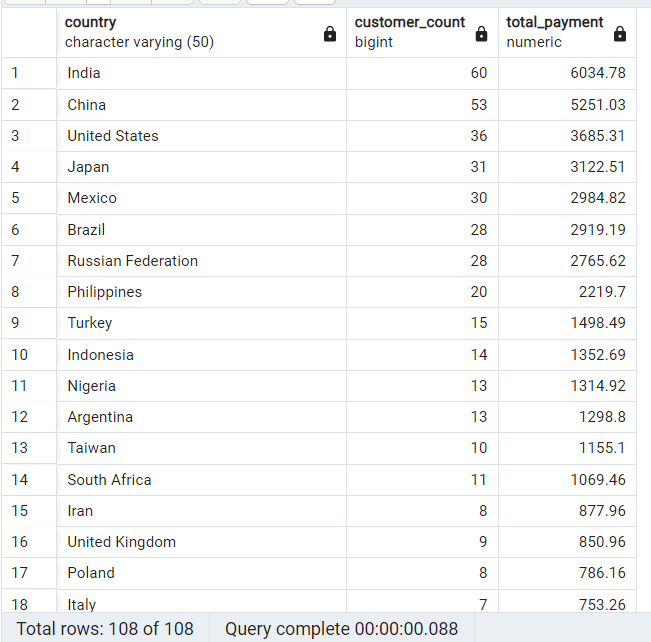 country customer_count total_payment
character varying (50) bigint numeric
1 India 60 6034.78
2 China 53 5251.03
3 United States 36 3685.31
4 Japan 31 3122.51
5 Mexico 30 2984.82
6 Brazil 28 2919.19
7 Russian Federation 28 2765.62
8 Philippines 20 2219.7
9 Turkey 15 1498.49
10 Indonesia 14 1352.69
11 Nigeria 13 1314.92
12 Argentina 13 1298.8
13 Taiwan 10 1155.1
14 South Africa 11 1069.46
15 Iran 8 877.96
16 United Kingdom 9 850.96
17 Poland 8 786.16
18 Italy 7 753.26
Total rows: 108 of 108 Query complete 00:00:00.088